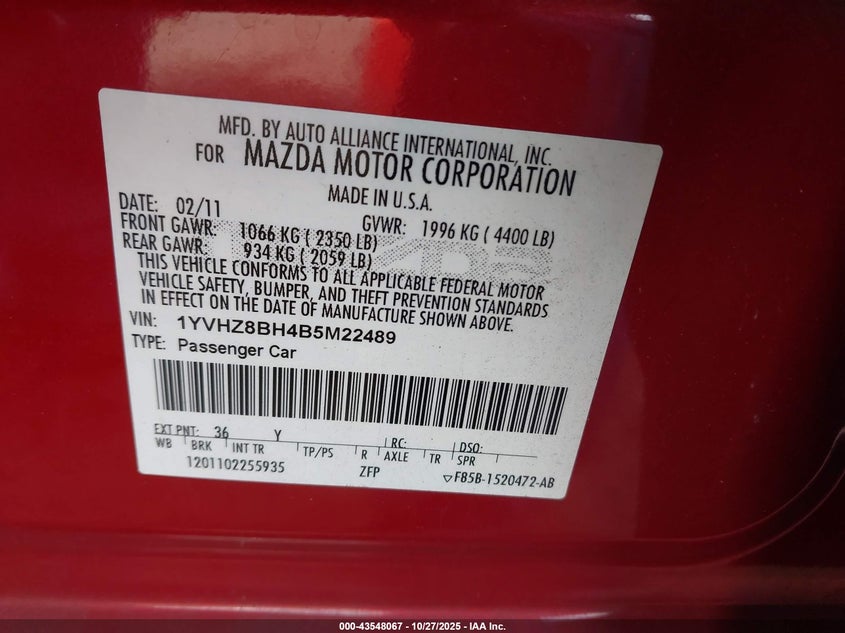 MFD. BY AUTO ALLIANCE INTERNATIONAL, INC.
FOR MAZDA MOTOR CORPORATION
MADE IN U.S.A.
DATE: 02/11 GVWR: 1996 KG ( 4400 LB)
FRONT GAWR: 1066 KG ( 2350 LB)
REAR GAWR: 934 KG ( 2059 LB)
THIS VEHICLE CONFORMS TO ALL APPLICABLE FEDERAL MOTOR
VEHICLE SAFETY, BUMPER, AND THEFT PREVENTION STANDARDS
IN EFFECT ON THE DATE OF MANUFACTURE SHOWN ABOVE.
VIN: 1YVHZ8BH4B5M22489
TYPE: Passenger Car
EXT PNT: 36 Y RC: DSO:
WB BRK INT TR TP/PS R AXLE TR SPR
1201102255935 ZFP ▽FB5B-1520472-AB
000-43548067 - 10/27/2025 - IAA Inc.